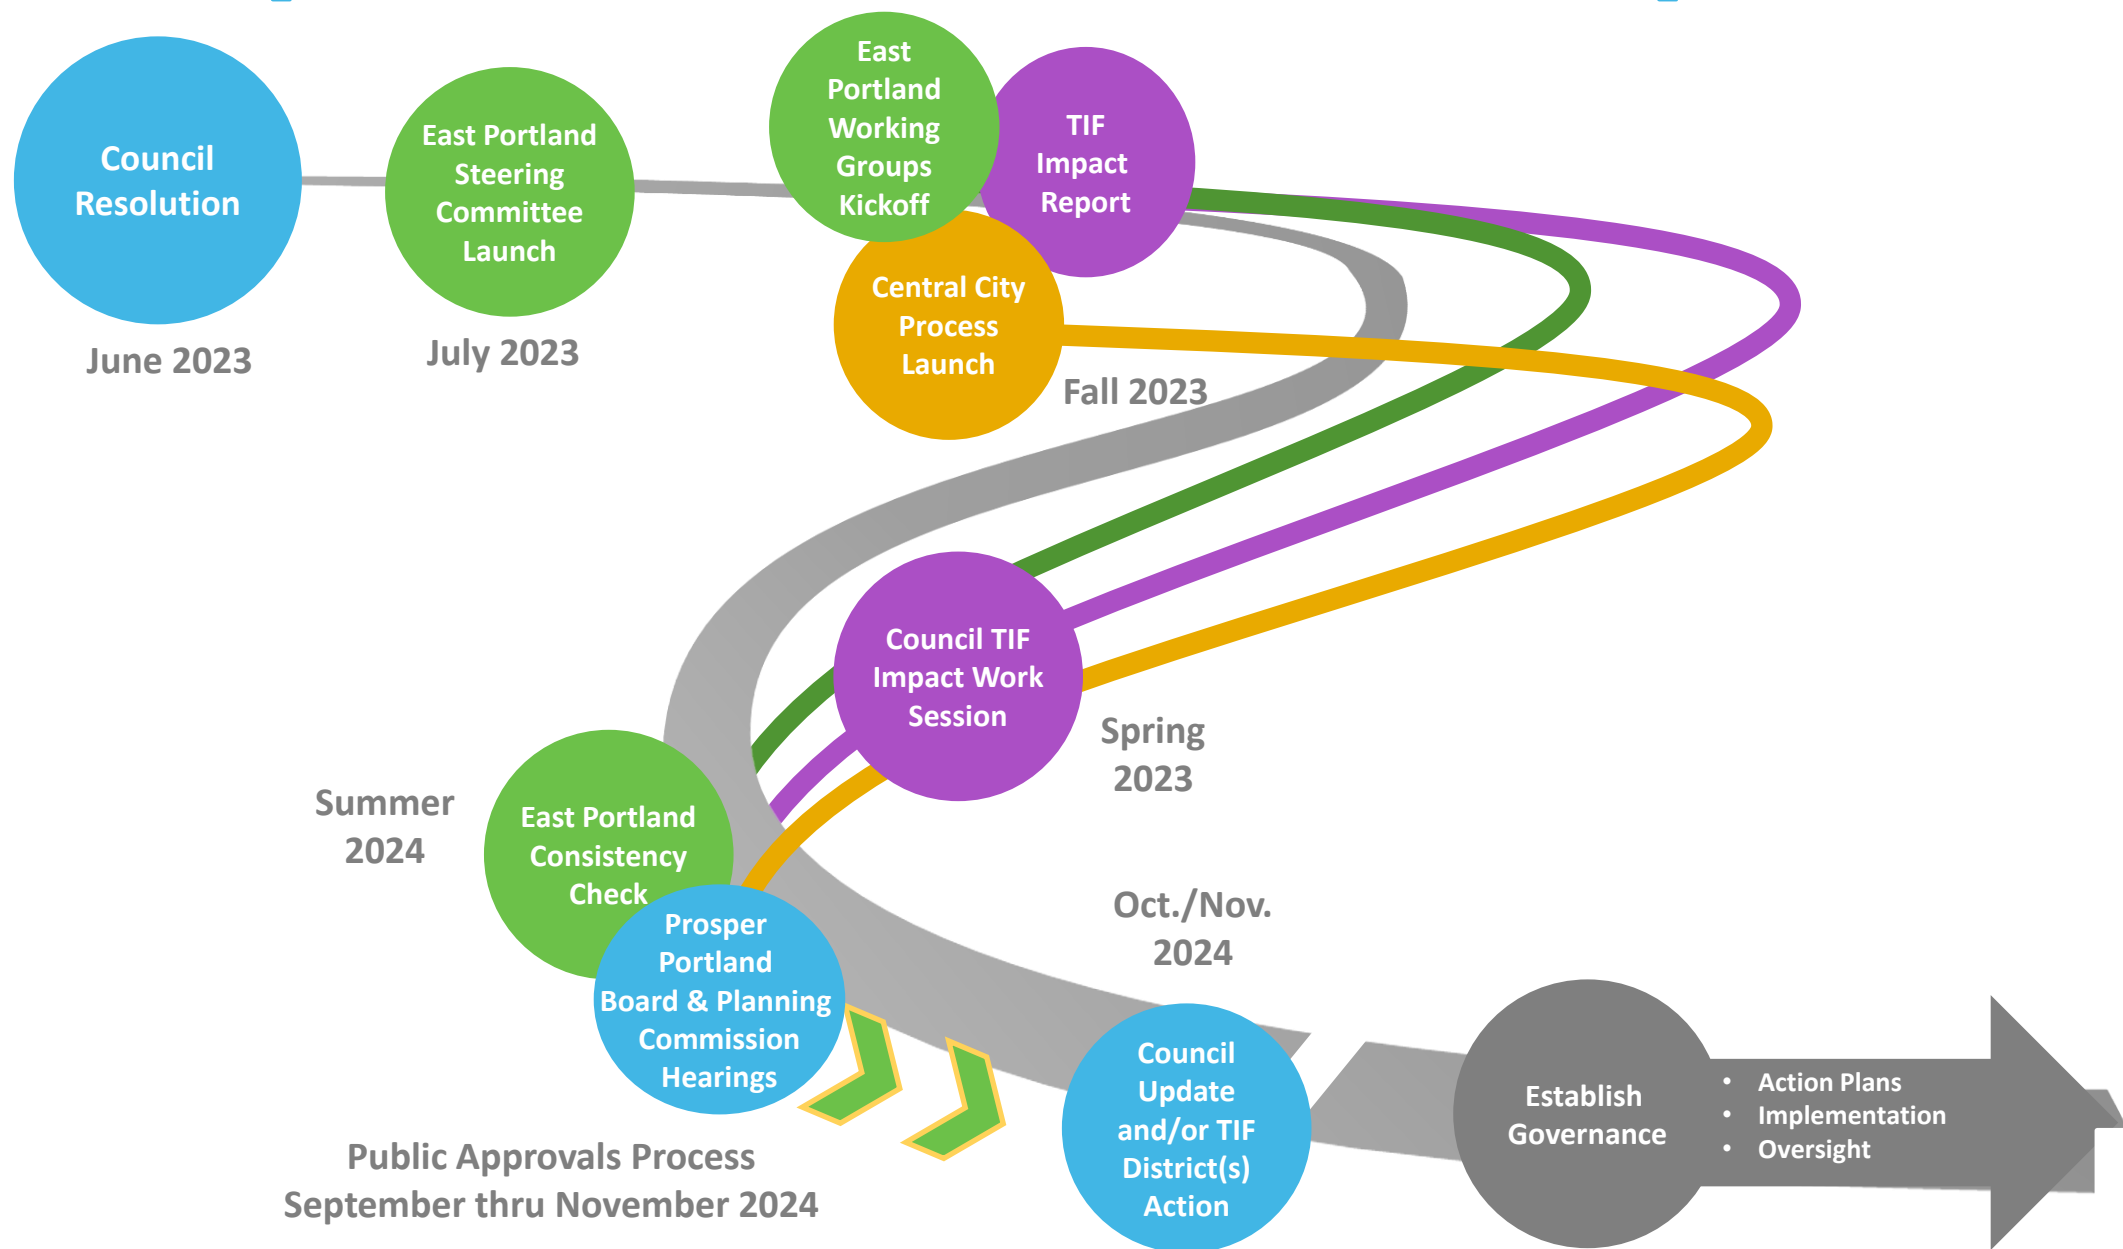 Council
Resolution
June 2023
East Portland
Steering
Committee
Launch
July 2023
East
Portland
Working
Groups
Kickoff
TIF
Impact
Report
Central City
Process
Launch
Fall 2023
Council TIF
Impact Work
Session
Spring
2023
Summer
2024
East Portland
Consistency
Check
Prosper
Portland
Board & Planning
Commission
Hearings
Public Approvals Process
September thru November 2024
Oct./Nov.
2024
Council
Update
and/or TIF
District(s)
Action
Establish
Governance
• Action Plans
• Implementation
• Oversight